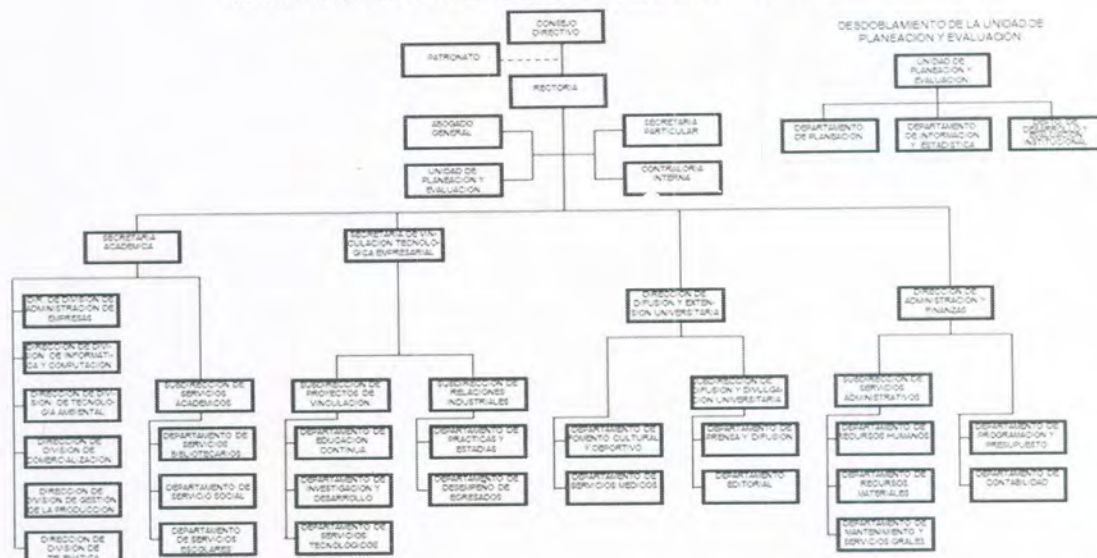 CONSEJO
DIRECTIVO
PATRONATO
RECTORIA
ABOGADO
GENERAL
SECRETARIA
PARTICULAR
UNIDAD DE
PLANEACION Y
EVALUACION
CONTRALORIA
INTERNA
DESDOBLAMIENTO DE LA UNIDAD DE
PLANEACION Y EVALUACION
UNIDAD DE
PLANEACION Y
EVALUACION
DEPARTAMENTO
DE PLANEACION
DEPARTAMENTO
DE INFORMACION
Y ESTADISTICA
DEPTO. DE
DESARROLLO Y
INSTITUCIONAL
SECRETARIA
ACADEMICA
SECRETARIA DE VIN-
CULACION TECNOLO-
GICA EMPRESARIAL
DIRECCION DE
DIFUSION Y EXTEN-
SION UNIVERSITARIA
DIRECCION DE
ADMINISTRACION Y
FINANZAS
DIR. DE DIVISION DE
ADMINISTRACION DE
EMPRESAS
DIRECCION DE DIVI-
SION DE INFORMATI-
CA Y COMPUTACION
DIRECCION DE DIVI-
SION DE TECNOLO-
GIA AMBIENTAL
DIRECCION DE
DIVISION DE
COMERCIALIZACION
DIRECCION DE
DIVISION DE GESTION
DE LA PRODUCCION
DIRECCION DE
DIVISION DE
TELEMATICA
SUBDIRECCION DE
SERVICIOS
ACADEMICOS
DEPARTAMENTO DE
SERVICIOS
BIBLIOTECARIOS
DEPARTAMENTO DE
SERVICIO SOCIAL
DEPARTAMENTO
DE SERVICIOS
ESCOLARES
SUBDIRECCION DE
PROYECTOS DE
VINCULACION
DEPARTAMENTO DE
EDUCACION
CONTINUA
DEPARTAMENTO DE
INVESTIGACION Y
DESARROLLO
DEPARTAMENTO DE
SERVICIOS
TECNOLOGICOS
SUBDIRECCION DE
RELACIONES
INDUSTRIALES
DEPARTAMENTO DE
PRACTICAS Y
ESTADIAS
DEPARTAMENTO DE
DESEMPEÑO DE
EGRESADOS
DEPARTAMENTO DE
FOMENTO CULTURAL
Y DEPORTIVO
DEPARTAMENTO DE
SERVICIOS MEDICOS
SUBDIRECCION DE
DIFUSION Y DIVULGA-
CION UNIVERSITARIA
DEPARTAMENTO DE
PRENSA Y DIFUSION
DEPARTAMENTO
EDITORIAL
SUBDIRECCION DE
SERVICIOS
ADMINISTRATIVOS
DEPARTAMENTO DE
RECURSOS HUMANOS
DEPARTAMENTO DE
RECURSOS
MATERIALES
DEPARTAMENTO DE
MANTENIMIENTO Y
SERVICIOS GRALES
DEPARTAMENTO DE
PROGRAMACION Y
PRESUPUESTO
DEPARTAMENTO
DE CONTABILIDAD